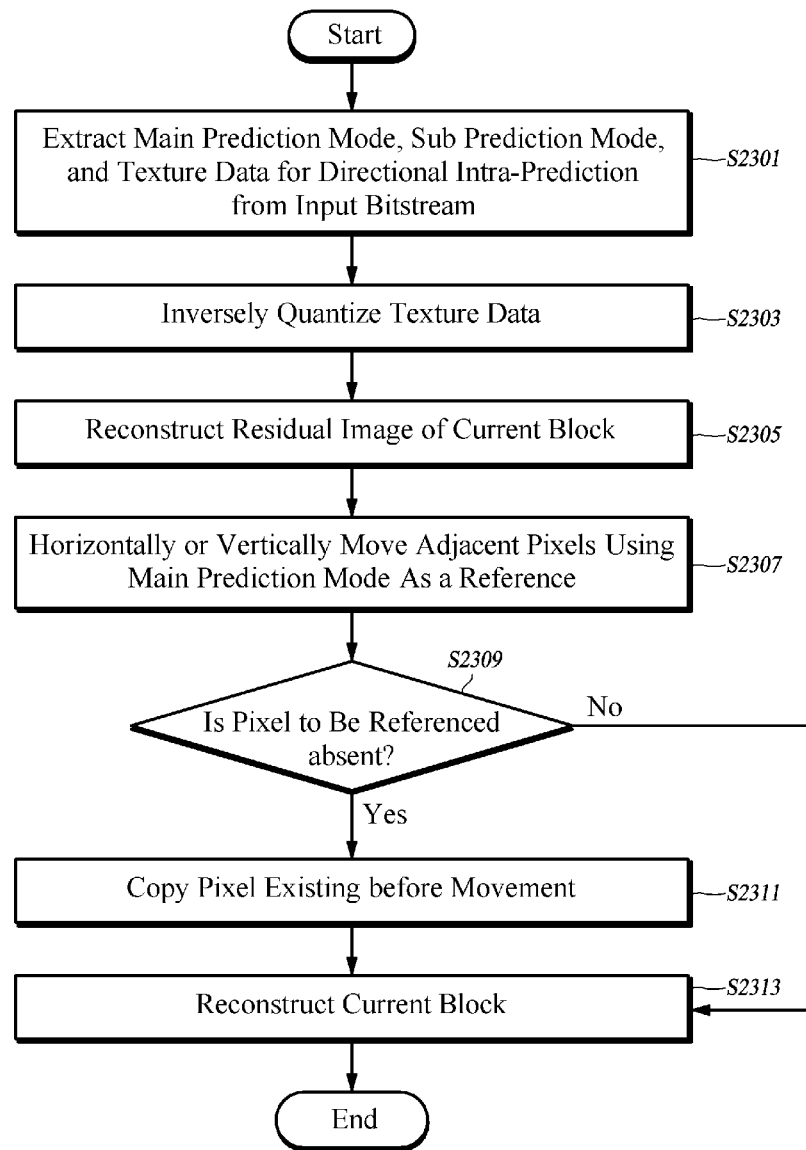 Start
Extract Main Prediction Mode, Sub Prediction Mode,
and Texture Data for Directional Intra-Prediction
from Input Bitstream
S2301
Inversely Quantize Texture Data
S2303
Reconstruct Residual Image of Current Block
S2305
Horizontally or Vertically Move Adjacent Pixels Using
Main Prediction Mode As a Reference
S2307
S2309
Is Pixel to Be Referenced
absent?
No
Yes
Copy Pixel Existing before Movement
S2311
Reconstruct Current Block
S2313
End